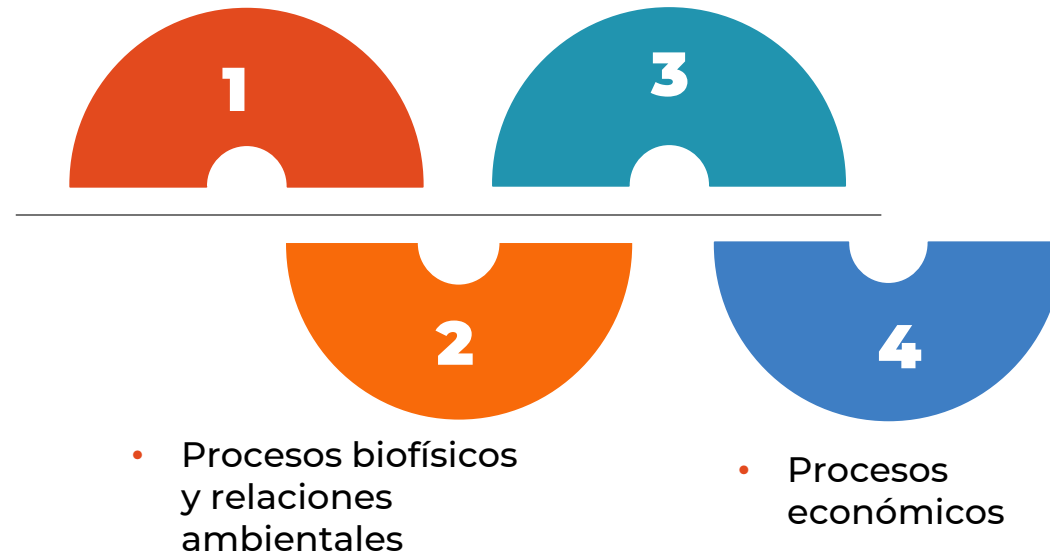 1
3
2
4
• Procesos biofísicos
y relaciones
ambientales
• Procesos
económicos